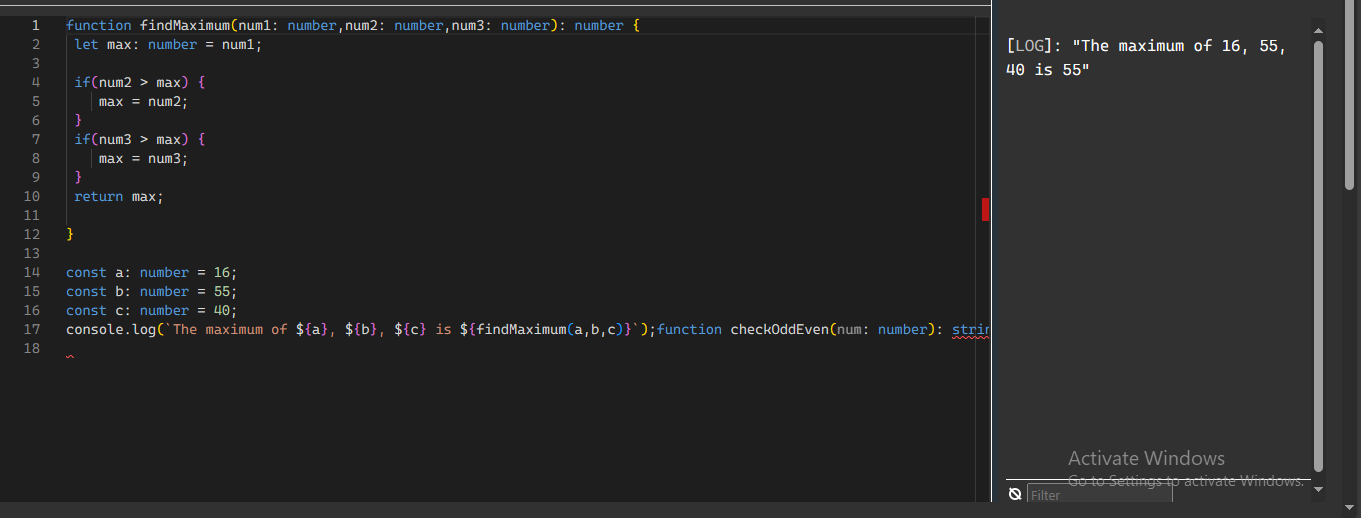 1 function findMaximum(num1: number,num2: number,num3: number): number {
2 let max: number = num1;
3
4 if(num2 > max) {
5 max = num2;
6 }
7 if(num3 > max) {
8 max = num3;
9 }
10 return max;
11
12 }
13
14 const a: number = 16;
15 const b: number = 55;
16 const c: number = 40;
17 console.log(`The maximum of ${a}, ${b}, ${c} is ${findMaximum(a,b,c)}`);function checkOddEven(num: number): strin
18
[LOG]: "The maximum of 16, 55,
40 is 55"
Activate Windows
Go to Settings to activate Windows.
Filter